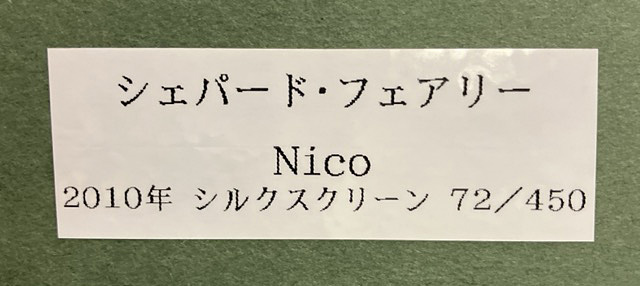 シェパード・フェアリー
Nico
2010年 シルクスクリーン 72／450